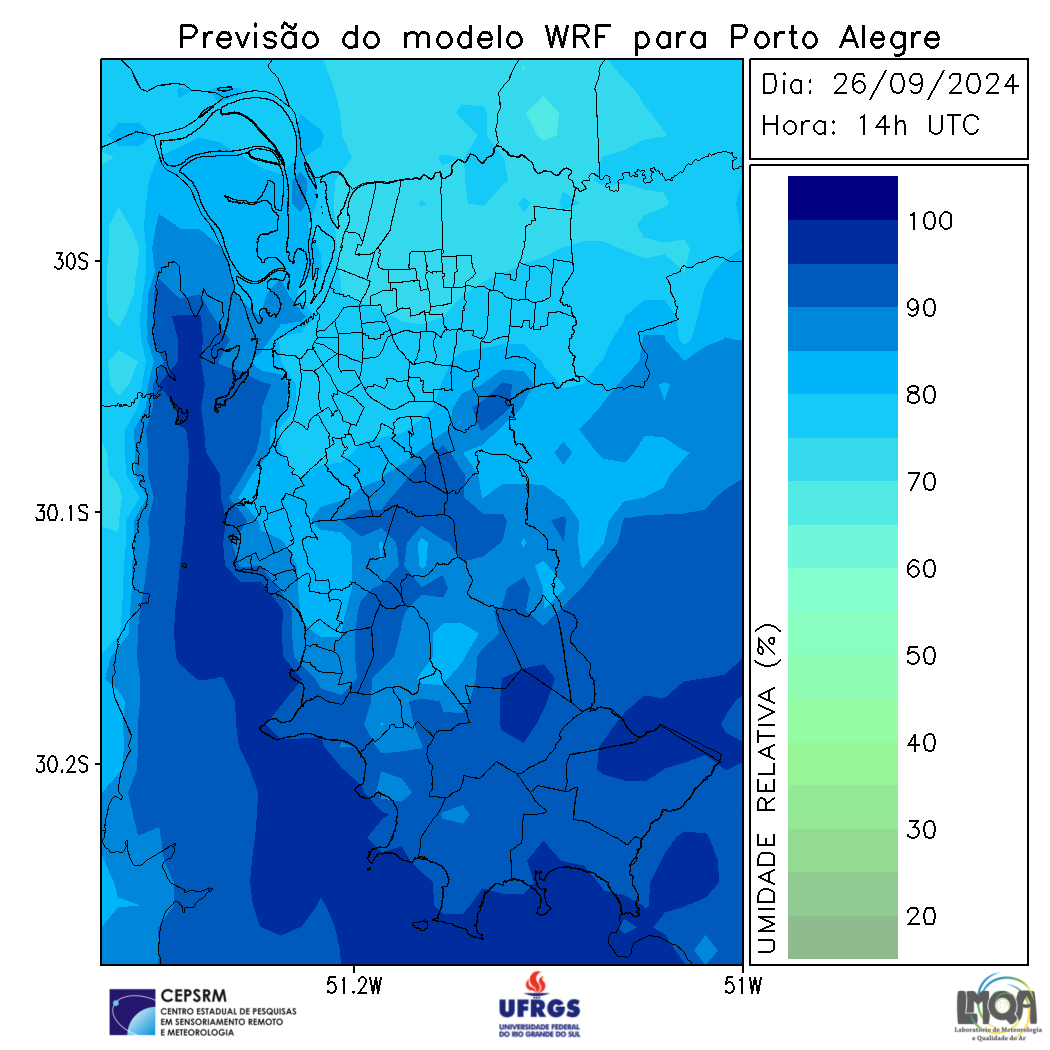 Previsão do modelo WRF para Porto Alegre
Dia: 26/09/2024
Hora: 14h UTC
30S
30.1S
30.2S
51.2W
51W
100
90
80
70
60
50
40
30
20
UMIDADE RELATIVA (%)
CEPSRM
CENTRO ESTADUAL DE PESQUISAS
EM SENSORIAMENTO REMOTO
E METEOROLOGIA
UFRGS
UNIVERSIDADE FEDERAL
DO RIO GRANDE DO SUL
LMQA
Laboratório de Meteorologia
e Qualidade do Ar